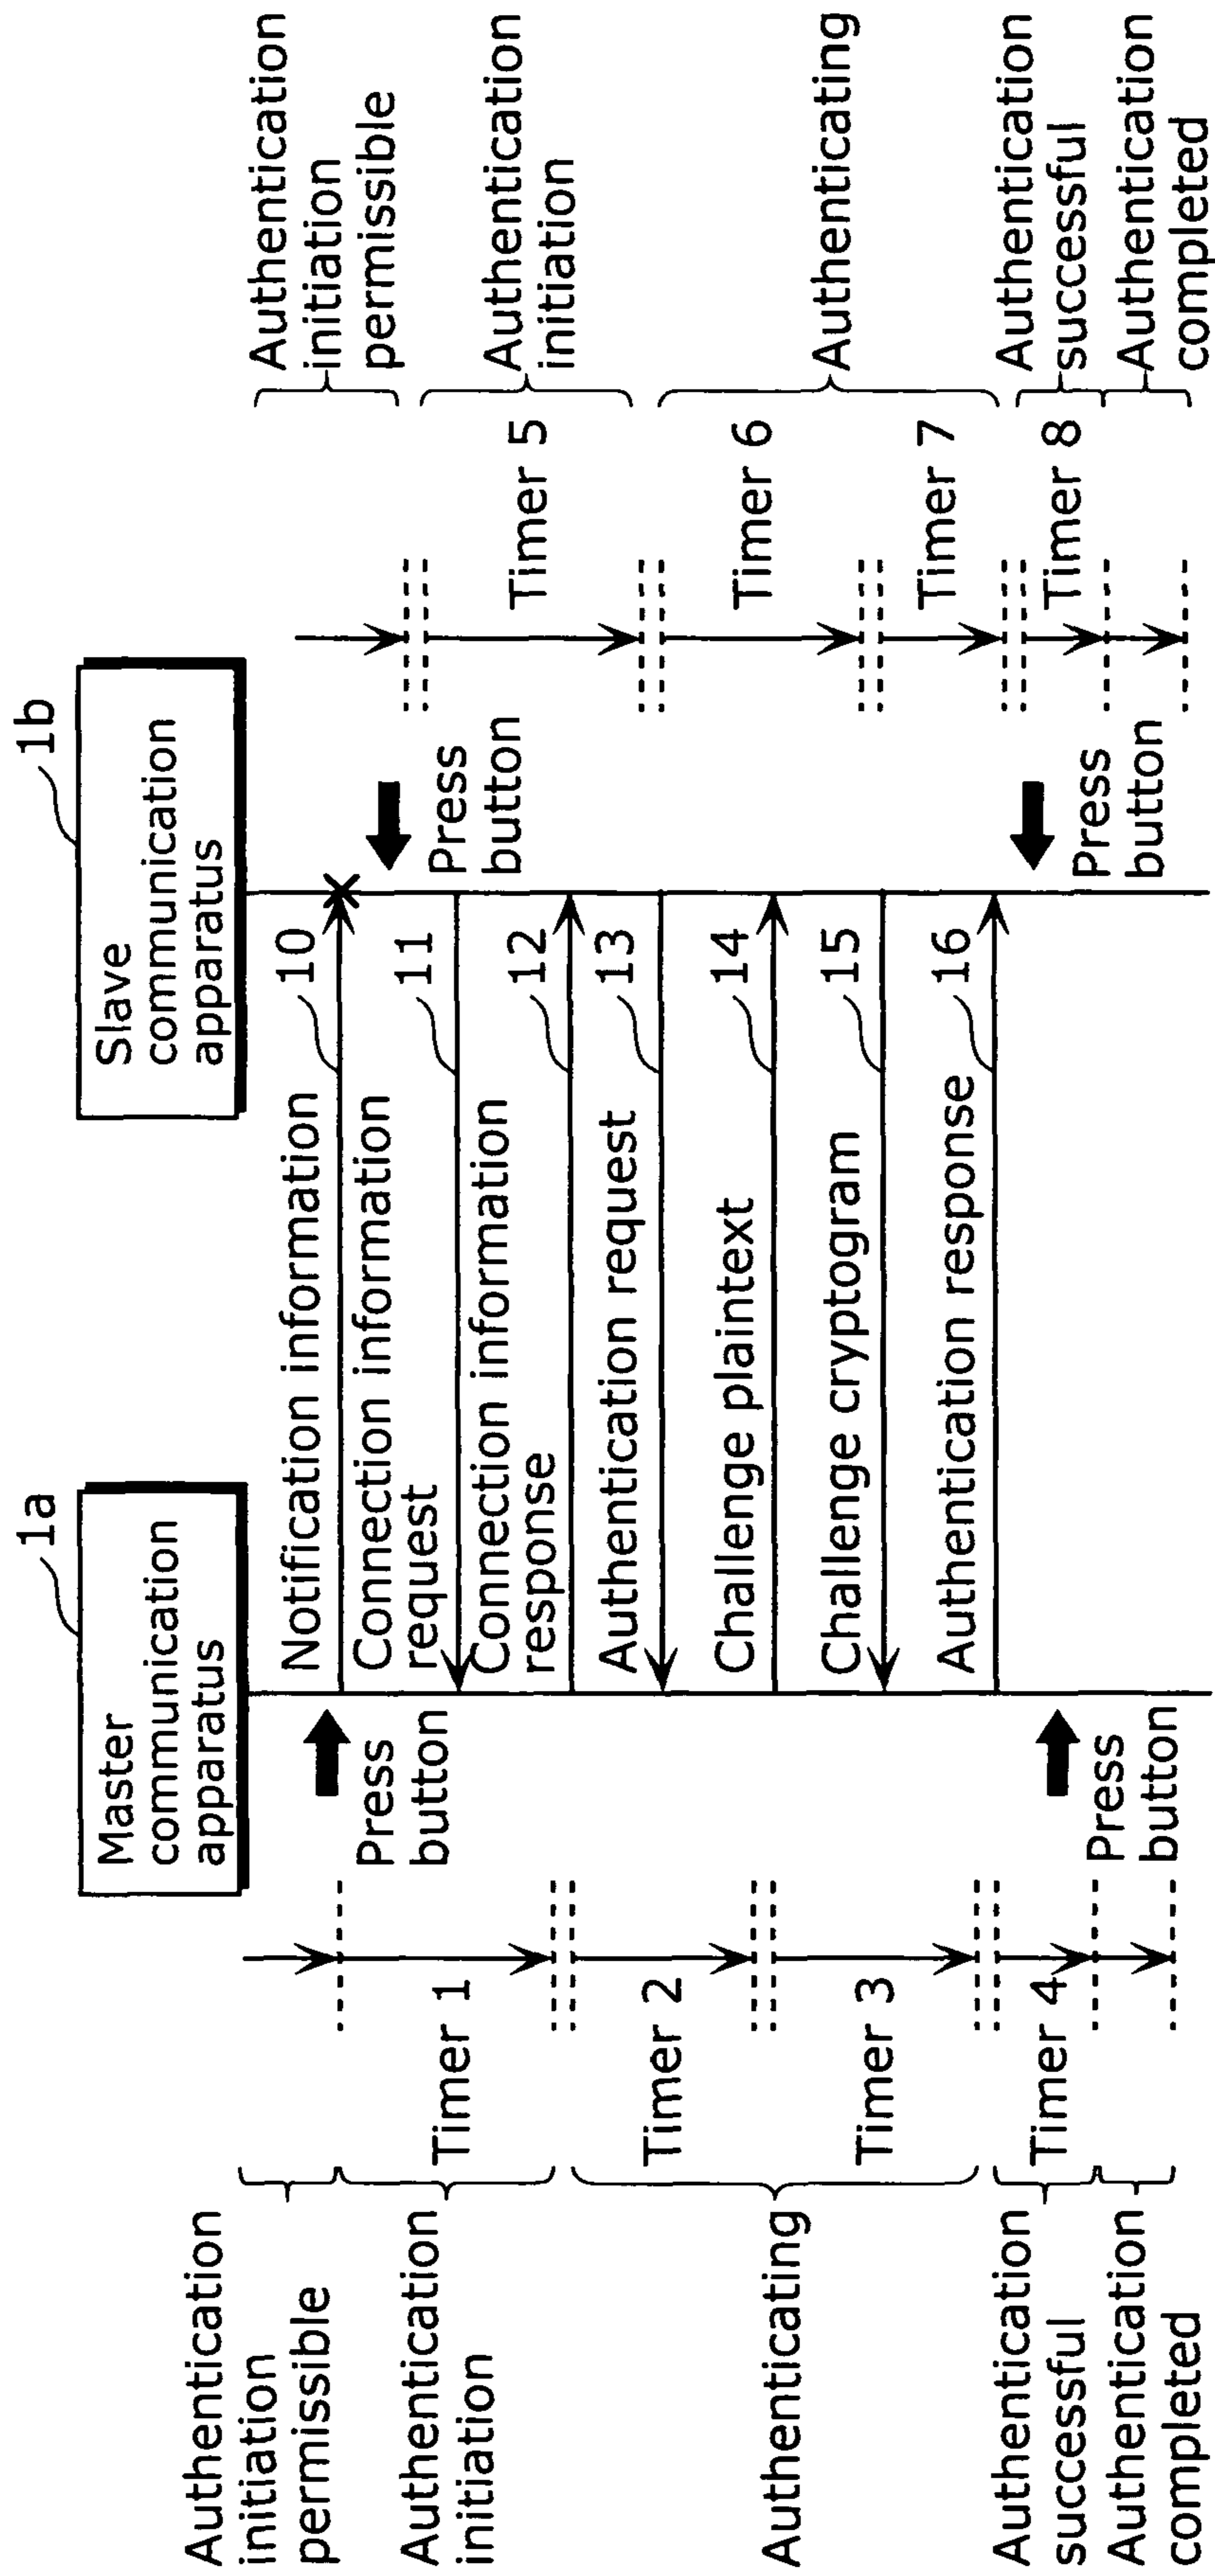 1a
Master
communication
apparatus
1b
Slave
communication
apparatus
Authentication
initiation
permissible
Authentication
initiation
Authenticating
Authentication
successful
Authentication
completed
Timer 1
Timer 2
Timer 3
Timer 4
Press
button
Press
button
Notification information
10
Connection information
request
11
Connection information
response
12
Authentication request
13
Challenge plaintext
14
Challenge cryptogram
15
Authentication response
16
Press
button
Press
button
Timer 5
Timer 6
Timer 7
Timer 8
Authentication
initiation
permissible
Authentication
initiation
Authenticating
Authentication
successful
Authentication
completed